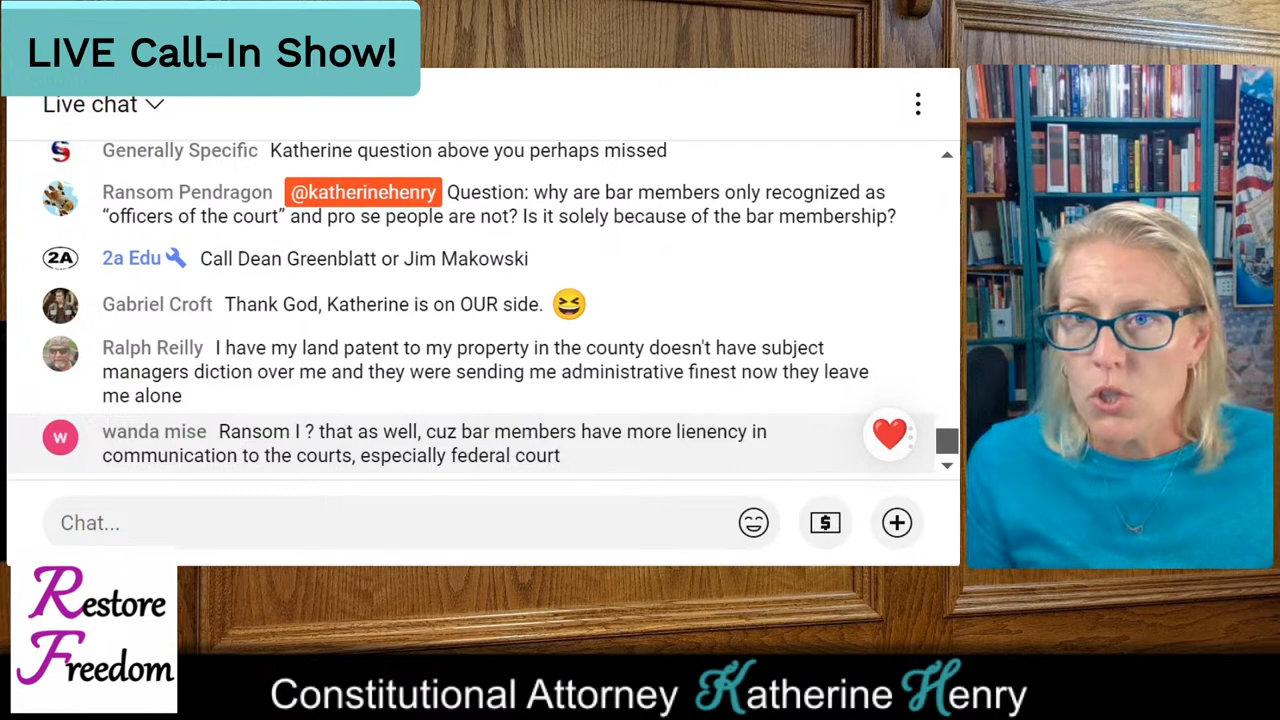 LIVE Call-In Show!
Live chat
Generally Specific Katherine question above you perhaps missed
Ransom Pendragon @katherinehenry Question: why are bar members only recognized as
“officers of the court” and pro se people are not? Is it solely because of the bar membership?
2A 2a Edu Call Dean Greenblatt or Jim Makowski
Gabriel Croft Thank God, Katherine is on OUR side.
Ralph Reilly I have my land patent to my property in the county doesn't have subject
managers diction over me and they were sending me administrative finest now they leave
me alone
W wanda mise Ransom I ? that as well, cuz bar members have more lienency in
communication to the courts, especially federal court
Chat...
$
Restore
Freedom
Constitutional Attorney Katherine Henry